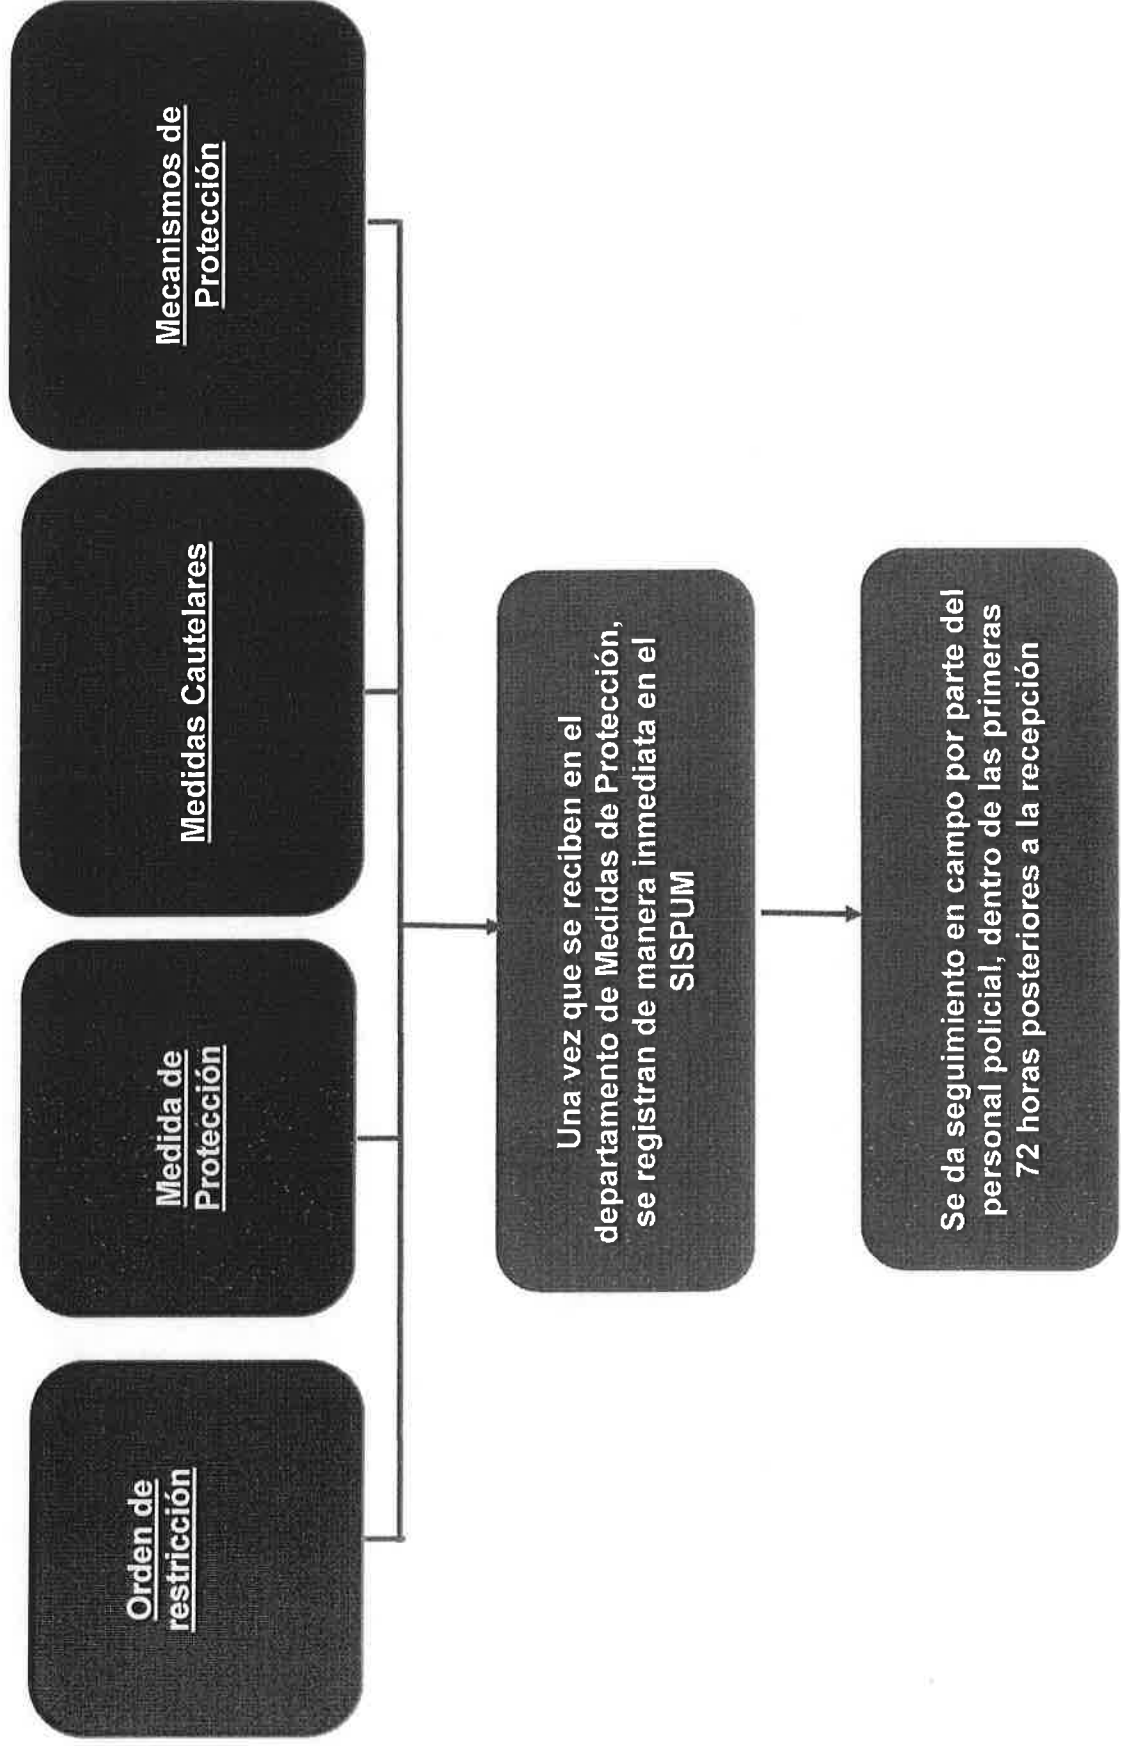 Orden de
restricción
Medida de
Protección
Medidas Cautelares
Mecanismos de
Protección
Una vez que se reciben en el
departamento de Medidas de Protección,
se registran de manera inmediata en el
SISPUM
Se da seguimiento en campo por parte del
personal policial, dentro de las primeras
72 horas posteriores a la recepción